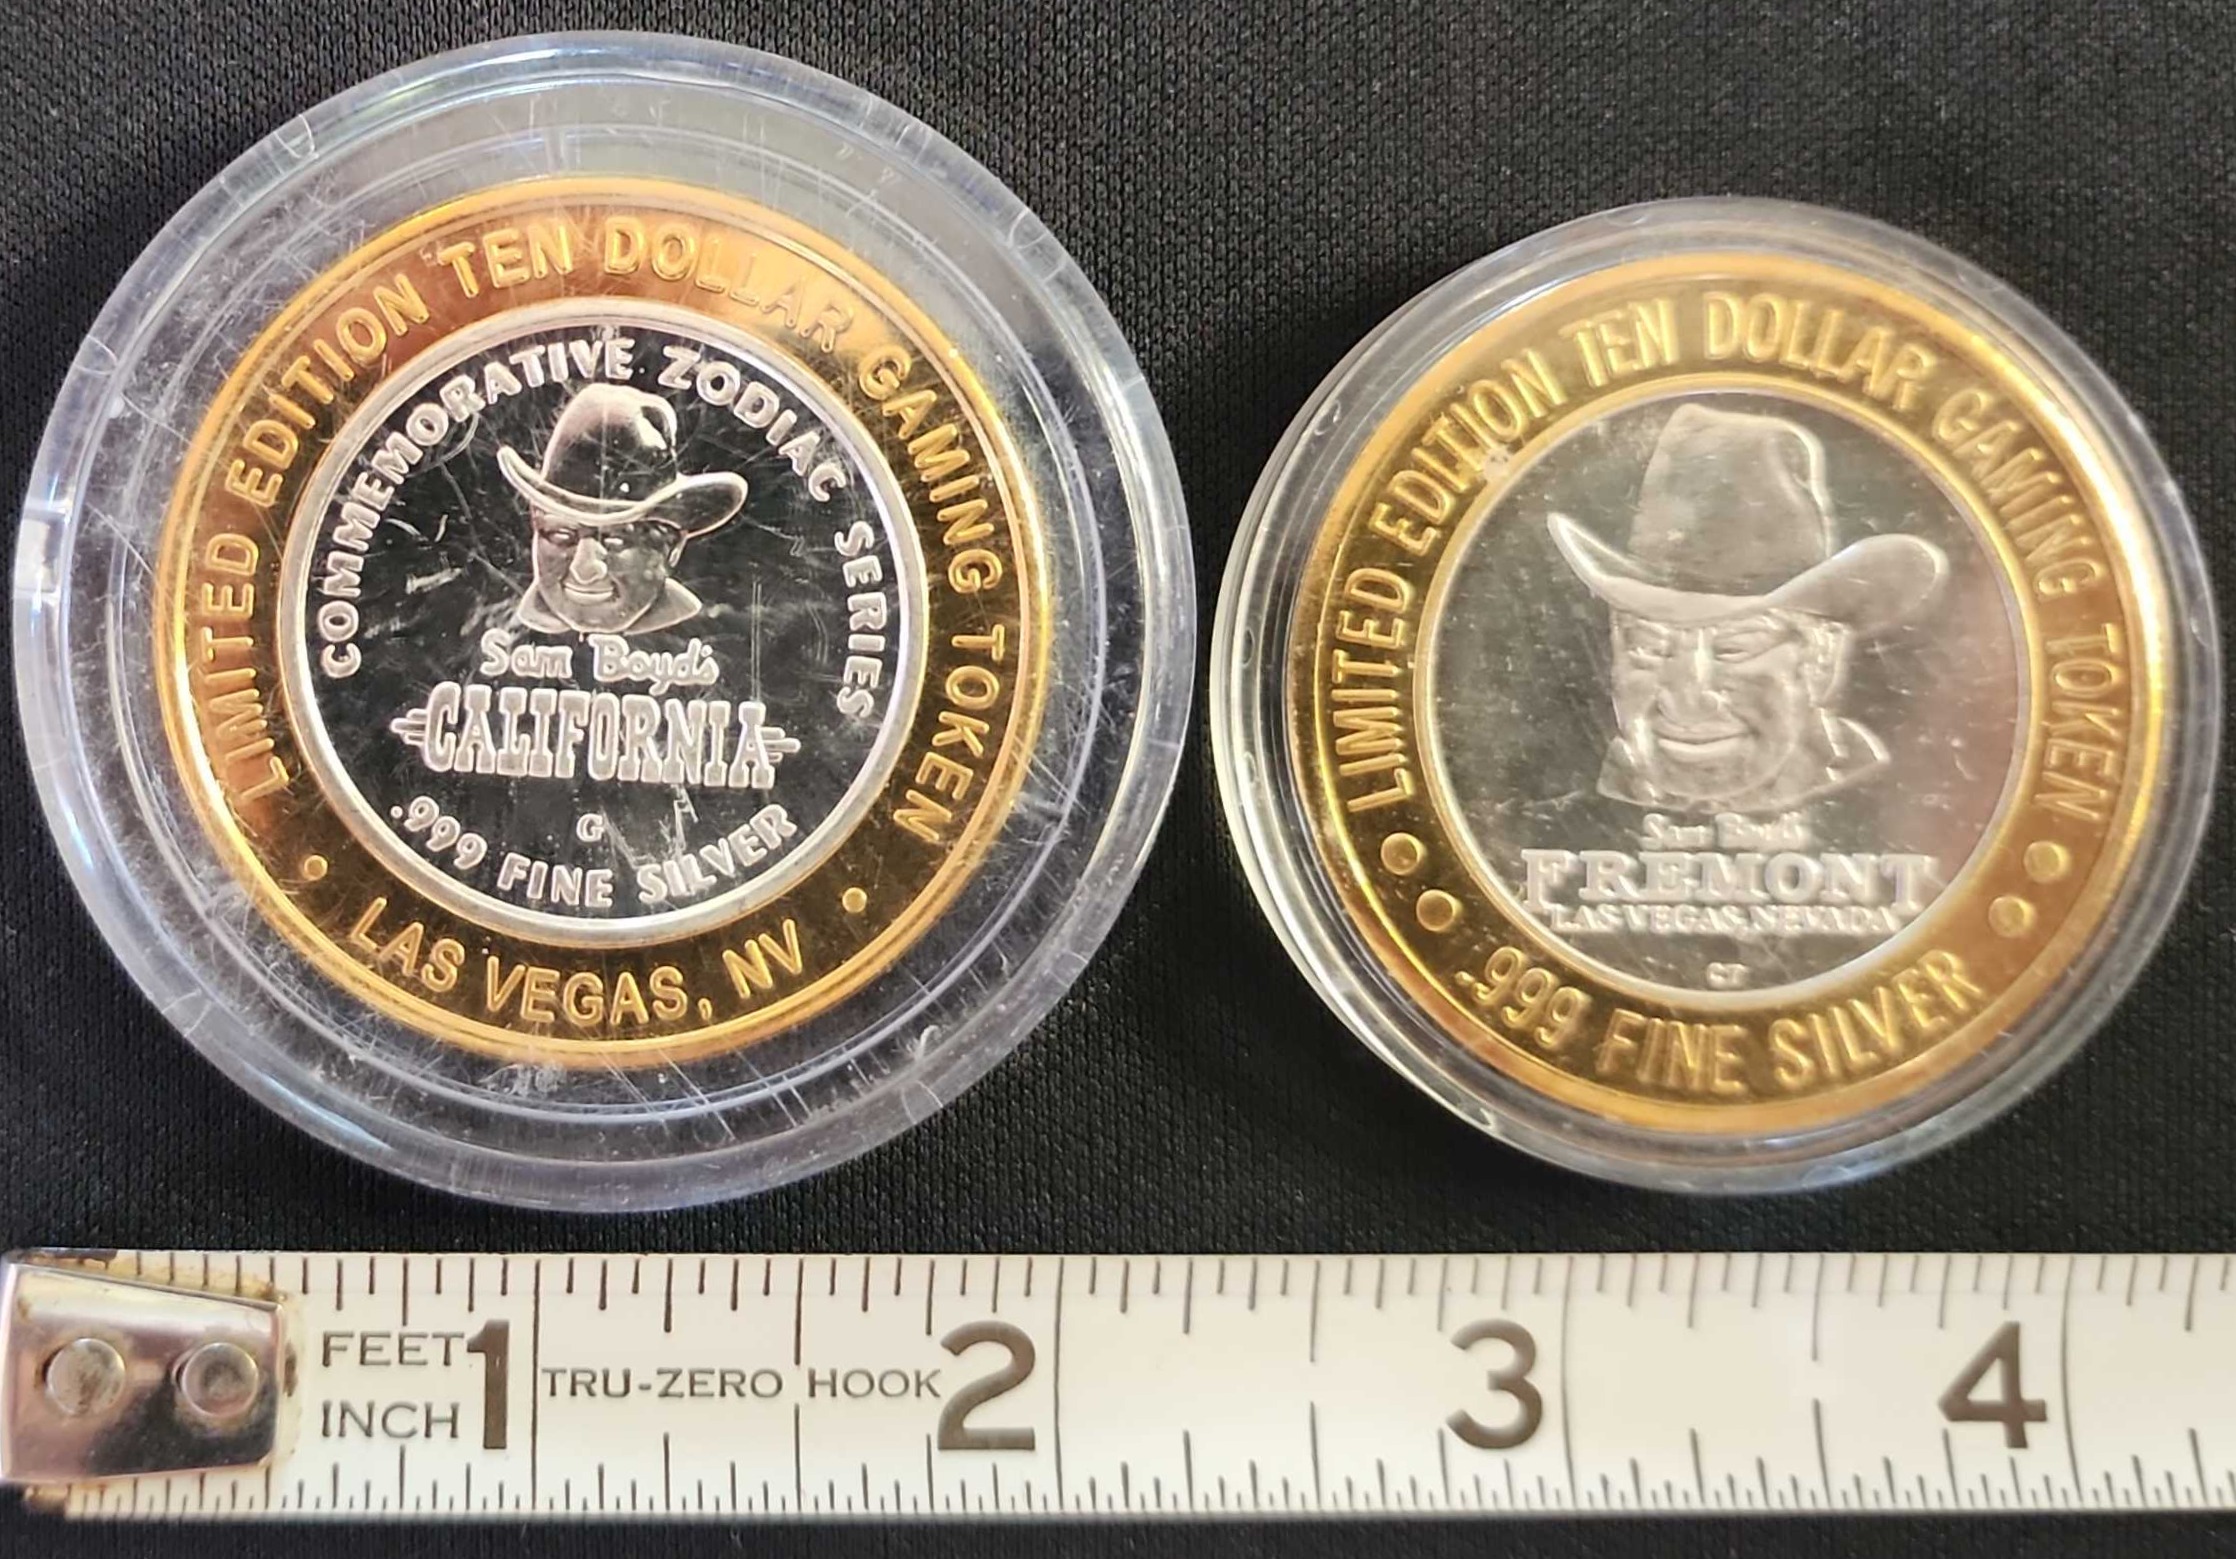 LIMITED EDITION TEN DOLLAR GAMING TOKEN
• LAS VEGAS, NV •
COMMEMORATIVE ZODIAC SERIES
Sam Boyd's
CALIFORNIA
G
.999 FINE SILVER
LIMITED EDITION TEN DOLLAR GAMING TOKEN
Sam Boyd's
FREMONT
LAS VEGAS, NEVADA
.999 FINE SILVER
FEET
INCH
1
TRU-ZERO HOOK
2
3
4